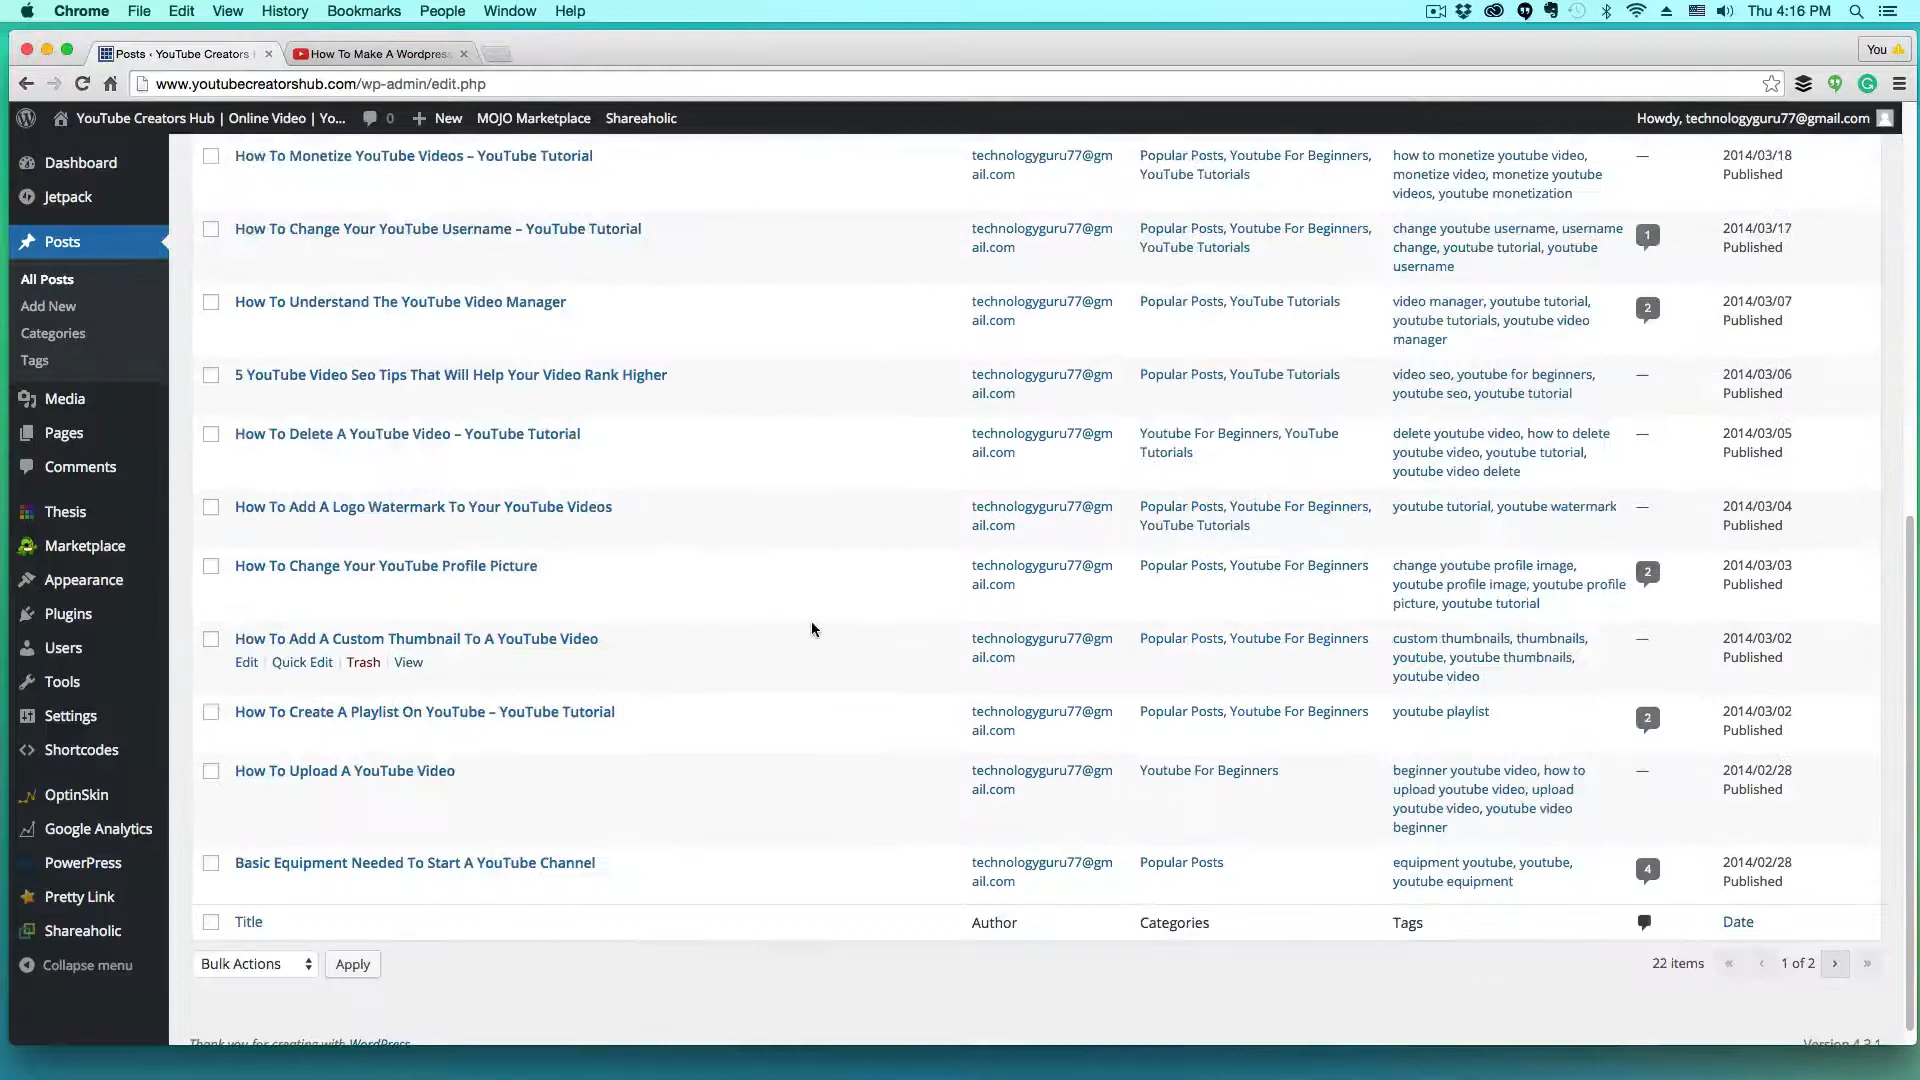 Chrome File Edit View History Bookmarks People Window Help Thu 4:16 PM
Posts ‹ YouTube Creators How To Make A Wordpress You
www.youtubecreatorshub.com/wp-admin/edit.php
YouTube Creators Hub | Online Video | Yo... 0 New MOJO Marketplace Shareaholic Howdy, technologyguru77@gmail.com
Dashboard
Jetpack
Posts
All Posts
Add New
Categories
Tags
Media
Pages
Comments
Thesis
Marketplace
Appearance
Plugins
Users
Tools
Settings
Shortcodes
OptinSkin
Google Analytics
PowerPress
Pretty Link
Shareaholic
Collapse menu
How To Monetize YouTube Videos – YouTube Tutorial technologyguru77@gm Popular Posts, Youtube For Beginners, how to monetize youtube video, — 2014/03/18
ail.com YouTube Tutorials monetize video, monetize youtube Published
videos, youtube monetization
How To Change Your YouTube Username – YouTube Tutorial technologyguru77@gm Popular Posts, Youtube For Beginners, change youtube username, username 1 2014/03/17
ail.com YouTube Tutorials change, youtube tutorial, youtube Published
username
How To Understand The YouTube Video Manager technologyguru77@gm Popular Posts, YouTube Tutorials video manager, youtube tutorial, 2 2014/03/07
ail.com youtube tutorials, youtube video Published
manager
5 YouTube Video Seo Tips That Will Help Your Video Rank Higher technologyguru77@gm Popular Posts, YouTube Tutorials video seo, youtube for beginners, — 2014/03/06
ail.com youtube seo, youtube tutorial Published
How To Delete A YouTube Video – YouTube Tutorial technologyguru77@gm Youtube For Beginners, YouTube delete youtube video, how to delete — 2014/03/05
ail.com Tutorials youtube video, youtube tutorial, Published
youtube video delete
How To Add A Logo Watermark To Your YouTube Videos technologyguru77@gm Popular Posts, Youtube For Beginners, youtube tutorial, youtube watermark — 2014/03/04
ail.com YouTube Tutorials Published
How To Change Your YouTube Profile Picture technologyguru77@gm Popular Posts, Youtube For Beginners change youtube profile image, 2 2014/03/03
ail.com youtube profile image, youtube profile Published
picture, youtube tutorial
How To Add A Custom Thumbnail To A YouTube Video technologyguru77@gm Popular Posts, Youtube For Beginners custom thumbnails, thumbnails, — 2014/03/02
Edit | Quick Edit | Trash | View ail.com youtube, youtube thumbnails, Published
youtube video
How To Create A Playlist On YouTube – YouTube Tutorial technologyguru77@gm Popular Posts, Youtube For Beginners youtube playlist 2 2014/03/02
ail.com Published
How To Upload A YouTube Video technologyguru77@gm Youtube For Beginners beginner youtube video, how to — 2014/02/28
ail.com upload youtube video, upload Published
youtube video, youtube video
beginner
Basic Equipment Needed To Start A YouTube Channel technologyguru77@gm Popular Posts equipment youtube, youtube, 4 2014/02/28
ail.com youtube equipment Published
Title Author Categories Tags Date
Bulk Actions Apply 22 items « ‹ 1 of 2 › »
Thank you for creating with WordPress Version 4.3.1